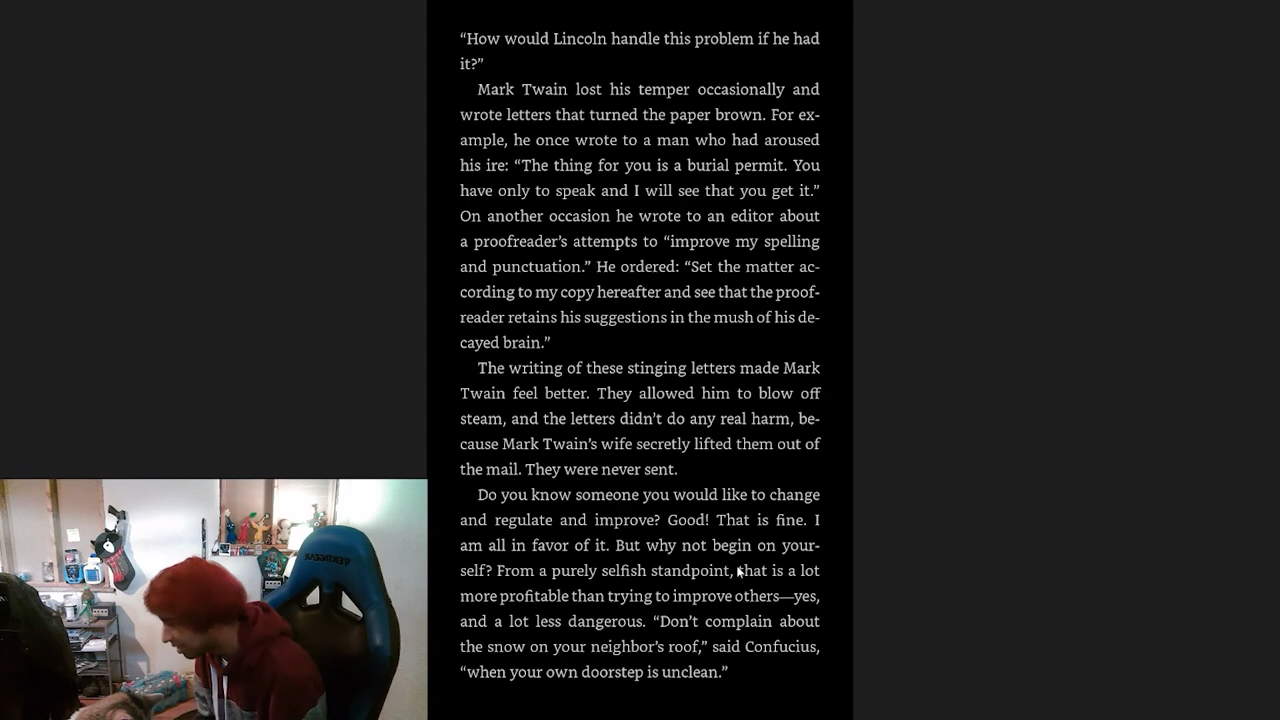 “How would Lincoln handle this problem if he had
it?”
Mark Twain lost his temper occasionally and
wrote letters that turned the paper brown. For ex-
ample, he once wrote to a man who had aroused
his ire: “The thing for you is a burial permit. You
have only to speak and I will see that you get it.”
On another occasion he wrote to an editor about
a proofreader’s attempts to “improve my spelling
and punctuation.” He ordered: “Set the matter ac-
cording to my copy hereafter and see that the proof-
reader retains his suggestions in the mush of his de-
cayed brain.”
The writing of these stinging letters made Mark
Twain feel better. They allowed him to blow off
steam, and the letters didn’t do any real harm, be-
cause Mark Twain’s wife secretly lifted them out of
the mail. They were never sent.
Do you know someone you would like to change
and regulate and improve? Good! That is fine. I
am all in favor of it. But why not begin on your-
self? From a purely selfish standpoint, that is a lot
more profitable than trying to improve others—yes,
and a lot less dangerous. “Don’t complain about
the snow on your neighbor’s roof,” said Confucius,
“when your own doorstep is unclean.”